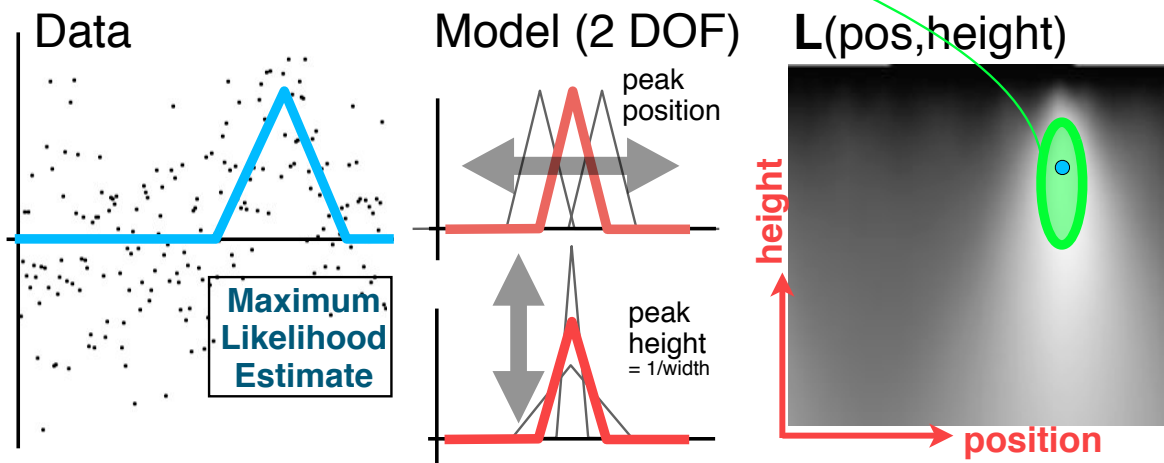 Data
Maximum
Likelihood
Estimate
Model (2 DOF)
peak
position
peak
height
= 1/width
L(pos,height)
height
position